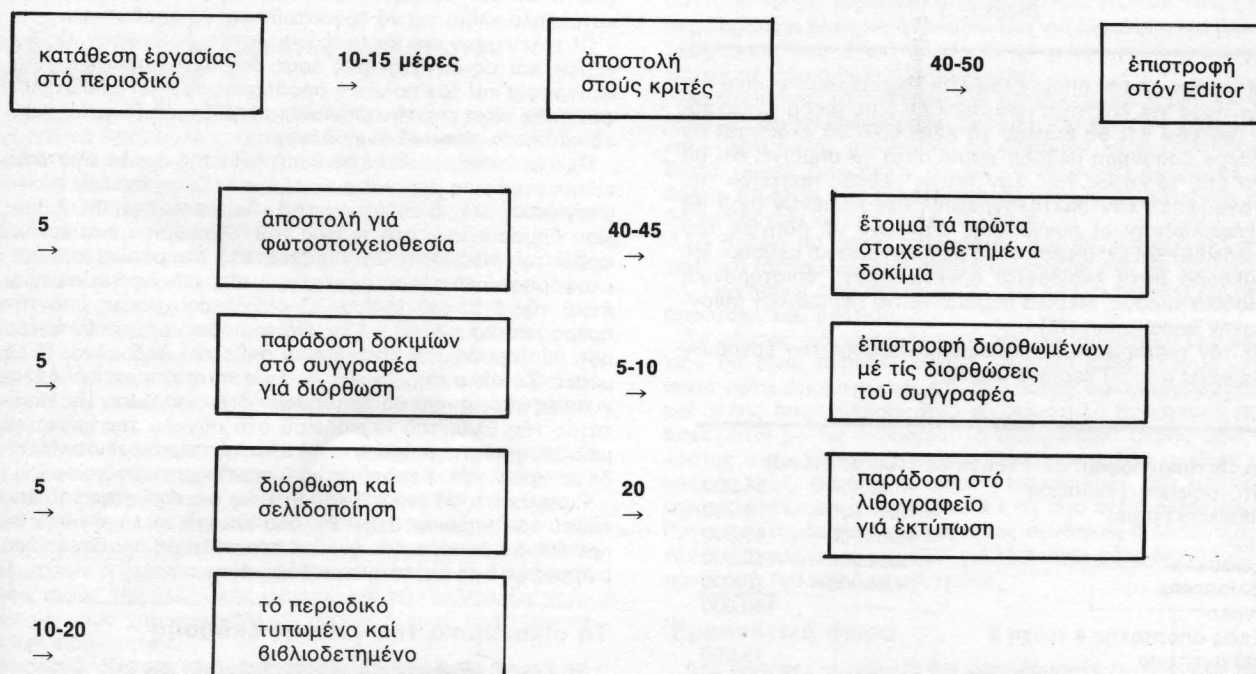 κατάθεση ἐργασίας
στό περιοδικό
10-15 μέρες
→
ἀποστολή
στούς κριτές
40-50
→
ἐπιστροφή
στόν Editor
→
ἀποστολή γιά
φωτοστοιχειοθεσία
40-45
→
ἕτοιμα τά πρῶτα
στοιχειοθετημένα
δοκίμια
5
→
παράδοση δοκιμίων
στό συγγραφέα
γιά διόρθωση
5-10
→
ἐπιστροφή διορθωμένων
μέ τίς διορθώσεις
τοῦ συγγραφέα
5
→
διόρθωση καί
σελιδοποίηση
20
→
παράδοση στό
λιθογραφεῖο
γιά ἐκτύπωση
10-20
→
τό περιοδικό
τυπωμένο καί
βιβλιοδετημένο